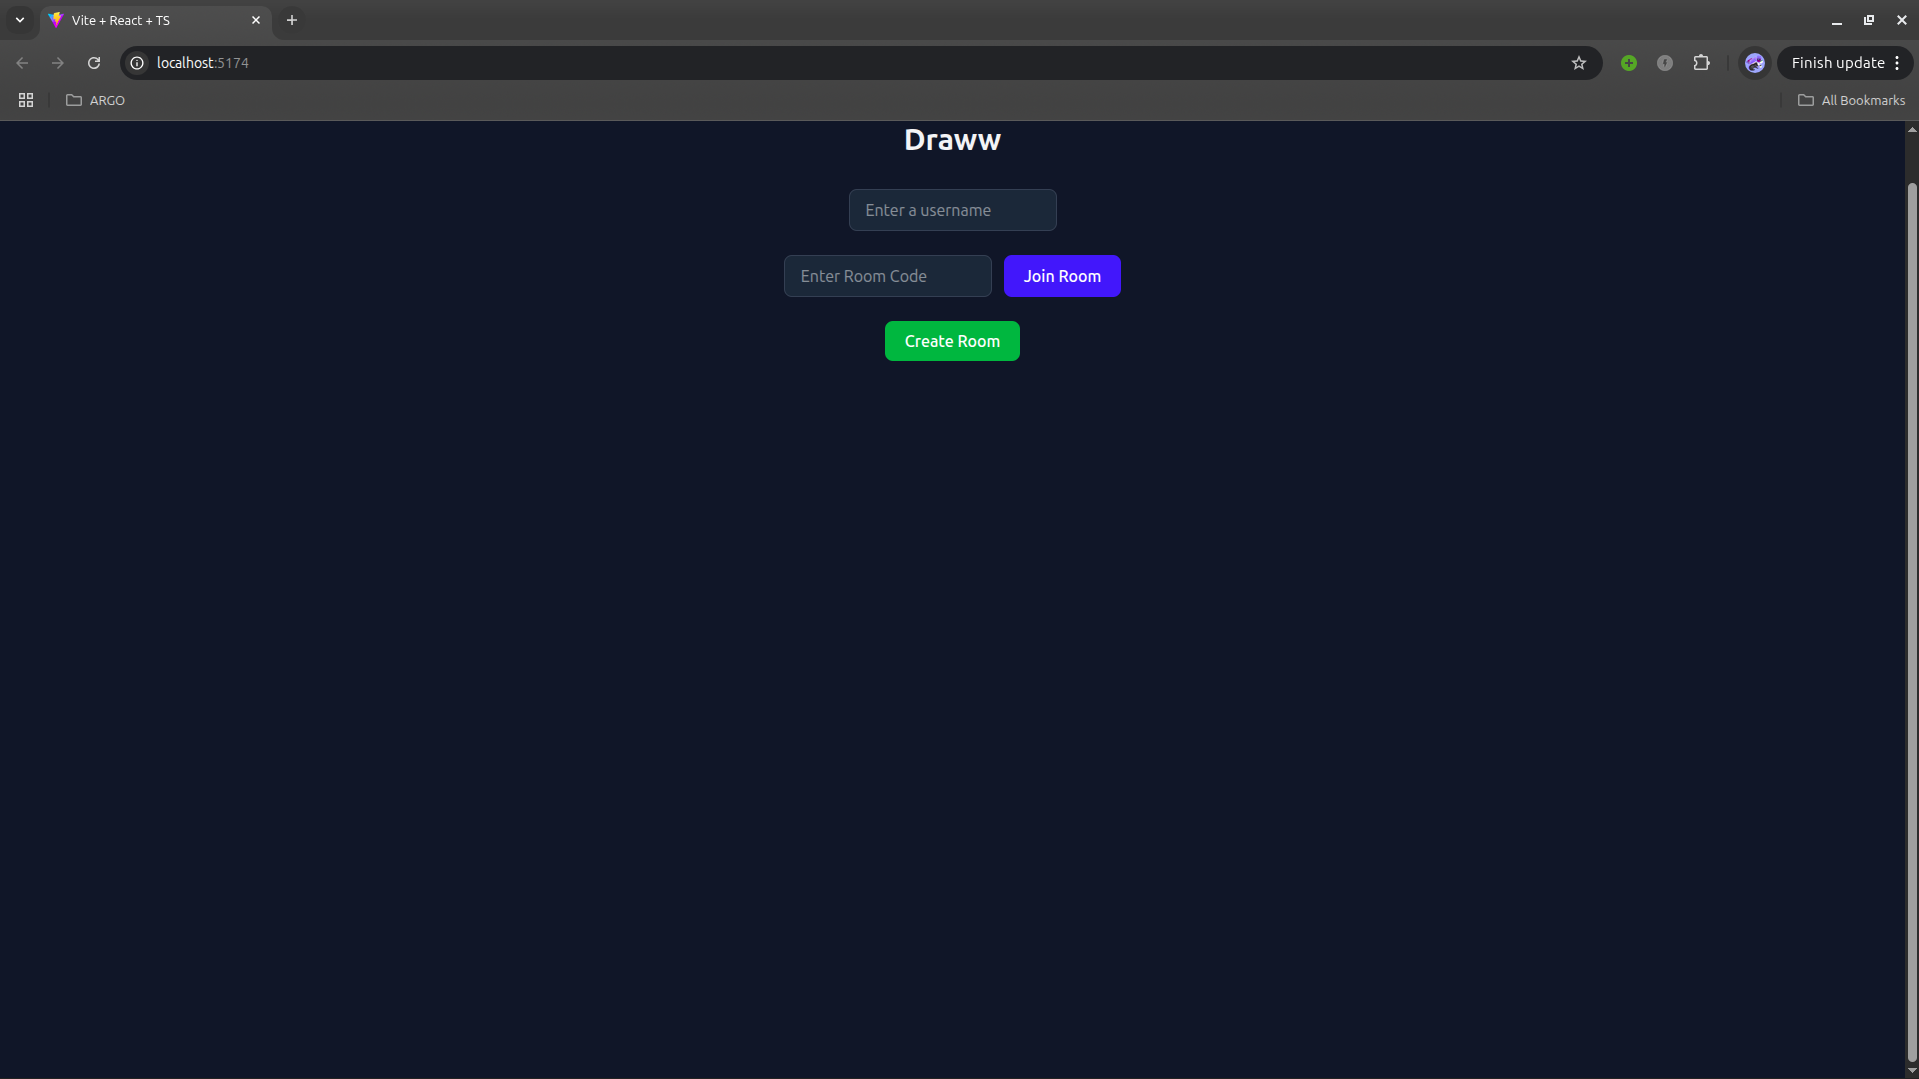 Vite + React + TS
localhost:5174
Finish update
ARGO
All Bookmarks
Draww
Enter a username
Enter Room Code
Join Room
Create Room